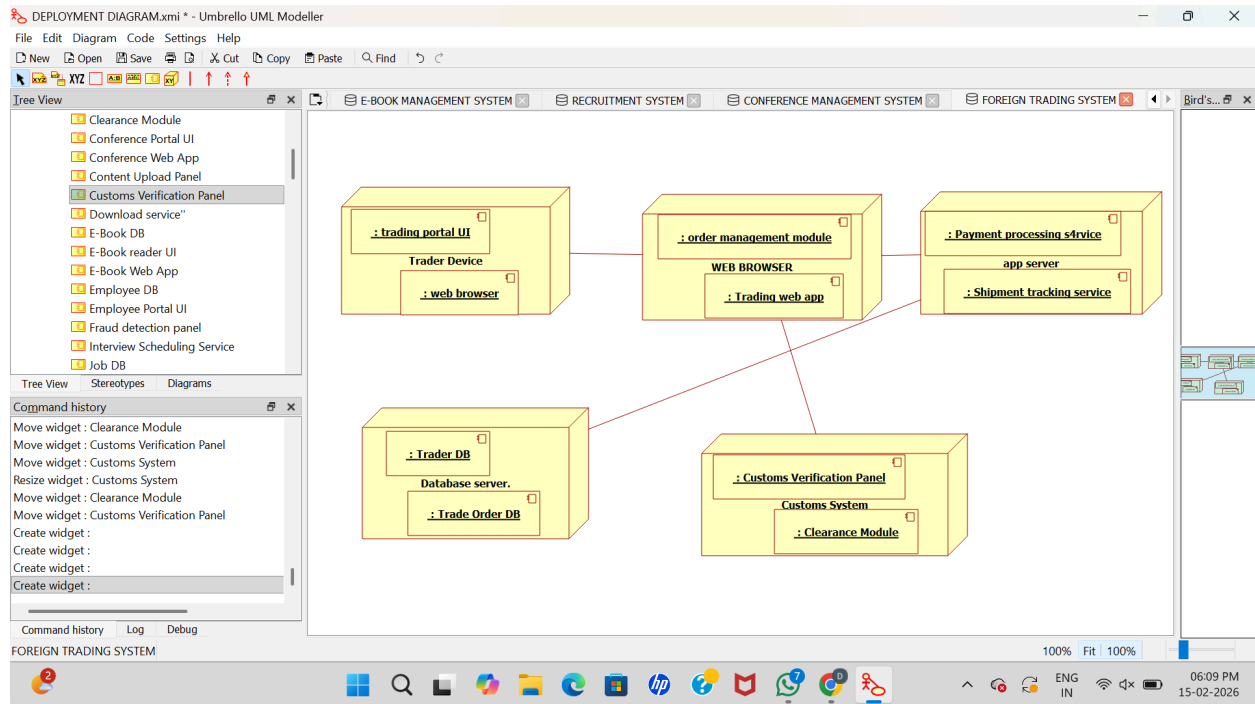 DEPLOYMENT DIAGRAM.xmi * - Umbrello UML Modeller
File Edit Diagram Code Settings Help
New Open Save Cut Copy Paste Find
XYZ XYZ A:B XY
Tree View
Clearance Module
Conference Portal UI
Conference Web App
Content Upload Panel
Customs Verification Panel
Download service"
E-Book DB
E-Book reader UI
E-Book Web App
Employee DB
Employee Portal UI
Fraud detection panel
Interview Scheduling Service
Job DB
Tree View Stereotypes Diagrams
Command history
Move widget : Clearance Module
Move widget : Customs Verification Panel
Move widget : Customs System
Resize widget : Customs System
Move widget : Clearance Module
Move widget : Customs Verification Panel
Create widget :
Create widget :
Create widget :
Create widget :
Command history Log Debug
E-BOOK MANAGEMENT SYSTEM RECRUITMENT SYSTEM CONFERENCE MANAGEMENT SYSTEM FOREIGN TRADING SYSTEM
Bird's...
: trading portal UI
Trader Device
: web browser
: order management module
WEB BROWSER
: Trading web app
: Payment processing s4rvice
app server
: Shipment tracking service
: Trader DB
Database server.
: Trade Order DB
: Customs Verification Panel
Customs System
: Clearance Module
FOREIGN TRADING SYSTEM
100% Fit 100%
2
hp
7
D
ENG
IN
06:09 PM
15-02-2026